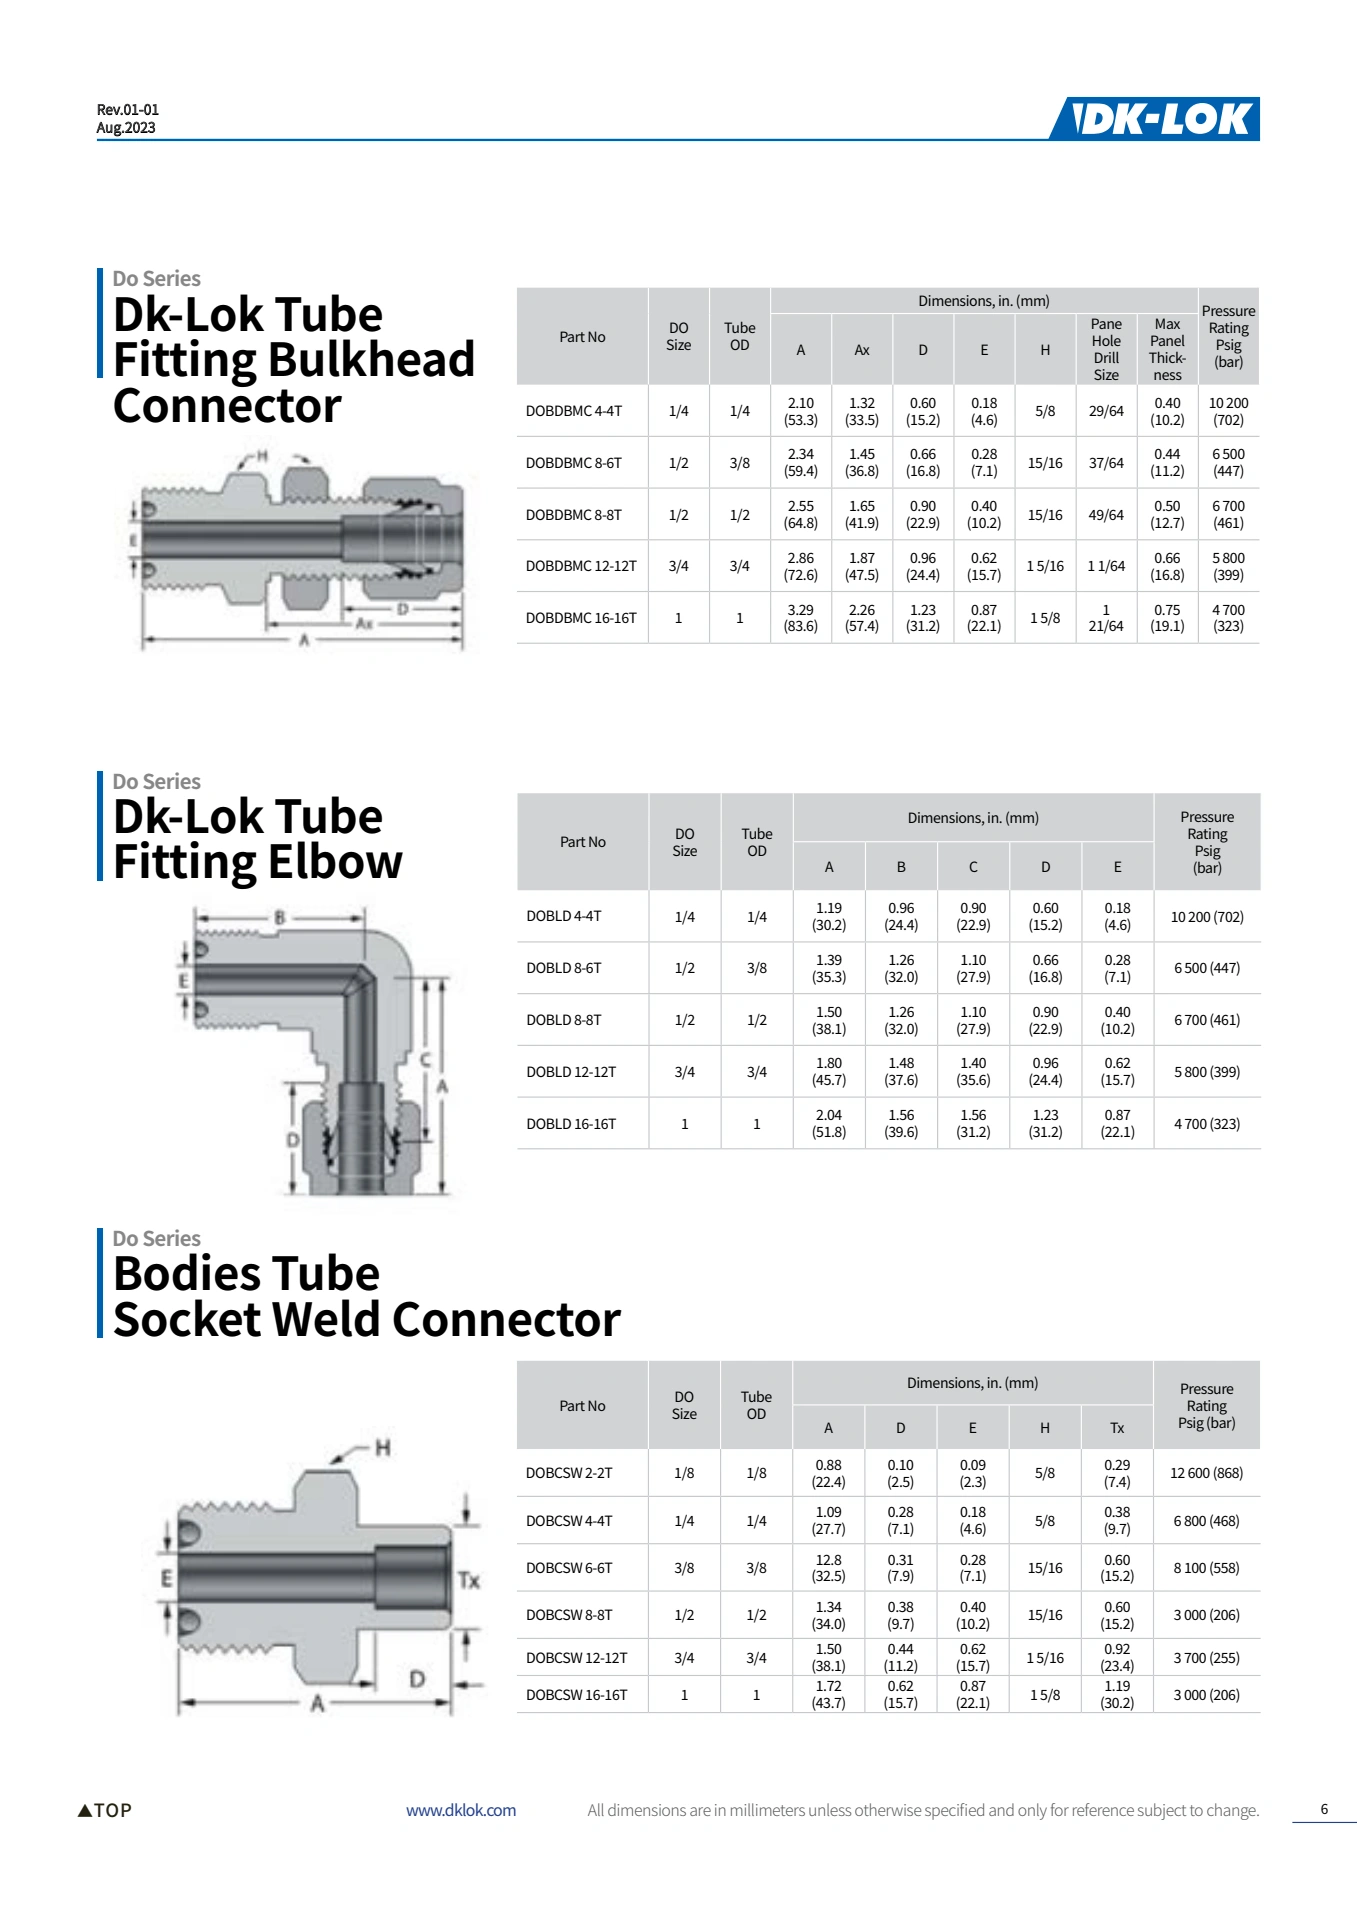 Rev.01-01
Aug.2023
DK-LOK
Do Series
Dk-Lok Tube
Fitting Bulkhead
Connector
H
E
D
Ax
A
Part No
DO
Size
Tube
OD
Dimensions, in. (mm)
A
Ax
D
E
H
Pane
Hole
Drill
Size
Max
Panel
Thick-
ness
Pressure
Rating
Psig
(bar)
DOBDBMC 4-4T 1/4 1/4 2.10 (53.3) 1.32 (33.5) 0.60 (15.2) 0.18 (4.6) 5/8 29/64 0.40 (10.2) 10 200 (702)
DOBDBMC 8-6T 1/2 3/8 2.34 (59.4) 1.45 (36.8) 0.66 (16.8) 0.28 (7.1) 15/16 37/64 0.44 (11.2) 6 500 (447)
DOBDBMC 8-8T 1/2 1/2 2.55 (64.8) 1.65 (41.9) 0.90 (22.9) 0.40 (10.2) 15/16 49/64 0.50 (12.7) 6 700 (461)
DOBDBMC 12-12T 3/4 3/4 2.86 (72.6) 1.87 (47.5) 0.96 (24.4) 0.62 (15.7) 1 5/16 1 1/64 0.66 (16.8) 5 800 (399)
DOBDBMC 16-16T 1 1 3.29 (83.6) 2.26 (57.4) 1.23 (31.2) 0.87 (22.1) 1 5/8 1 21/64 0.75 (19.1) 4 700 (323)
Do Series
Dk-Lok Tube
Fitting Elbow
B
E
C
A
D
Part No
DO
Size
Tube
OD
Dimensions, in. (mm)
A
B
C
D
E
Pressure
Rating
Psig
(bar)
DOBLD 4-4T 1/4 1/4 1.19 (30.2) 0.96 (24.4) 0.90 (22.9) 0.60 (15.2) 0.18 (4.6) 10 200 (702)
DOBLD 8-6T 1/2 3/8 1.39 (35.3) 1.26 (32.0) 1.10 (27.9) 0.66 (16.8) 0.28 (7.1) 6 500 (447)
DOBLD 8-8T 1/2 1/2 1.50 (38.1) 1.26 (32.0) 1.10 (27.9) 0.90 (22.9) 0.40 (10.2) 6 700 (461)
DOBLD 12-12T 3/4 3/4 1.80 (45.7) 1.48 (37.6) 1.40 (35.6) 0.96 (24.4) 0.62 (15.7) 5 800 (399)
DOBLD 16-16T 1 1 2.04 (51.8) 1.56 (39.6) 1.56 (31.2) 1.23 (31.2) 0.87 (22.1) 4 700 (323)
Do Series
Bodies Tube
Socket Weld Connector
H
E
Tx
D
A
Part No
DO
Size
Tube
OD
Dimensions, in. (mm)
A
D
E
H
Tx
Pressure
Rating
Psig (bar)
DOBCSW 2-2T 1/8 1/8 0.88 (22.4) 0.10 (2.5) 0.09 (2.3) 5/8 0.29 (7.4) 12 600 (868)
DOBCSW 4-4T 1/4 1/4 1.09 (27.7) 0.28 (7.1) 0.18 (4.6) 5/8 0.38 (9.7) 6 800 (468)
DOBCSW 6-6T 3/8 3/8 12.8 (32.5) 0.31 (7.9) 0.28 (7.1) 15/16 0.60 (15.2) 8 100 (558)
DOBCSW 8-8T 1/2 1/2 1.34 (34.0) 0.38 (9.7) 0.40 (10.2) 15/16 0.60 (15.2) 3 000 (206)
DOBCSW 12-12T 3/4 3/4 1.50 (38.1) 0.44 (11.2) 0.62 (15.7) 1 5/16 0.92 (23.4) 3 700 (255)
DOBCSW 16-16T 1 1 1.72 (43.7) 0.62 (15.7) 0.87 (22.1) 1 5/8 1.19 (30.2) 3 000 (206)
▲TOP
www.dklok.com
All dimensions are in millimeters unless otherwise specified and only for reference subject to change.
6